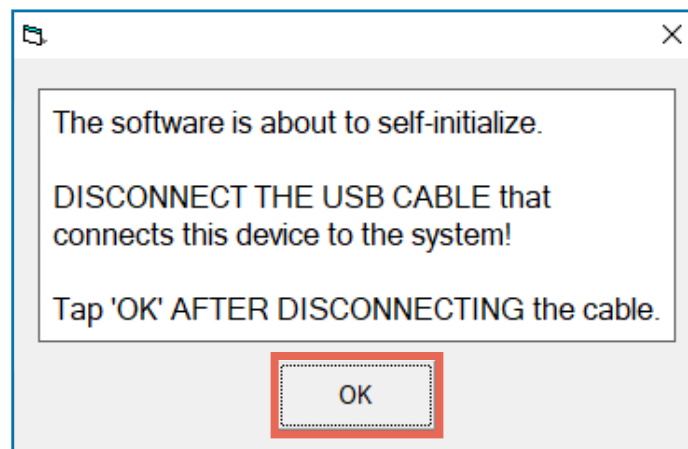 The software is about to self-initialize.
DISCONNECT THE USB CABLE that
connects this device to the system!
Tap 'OK' AFTER DISCONNECTING the cable.
OK